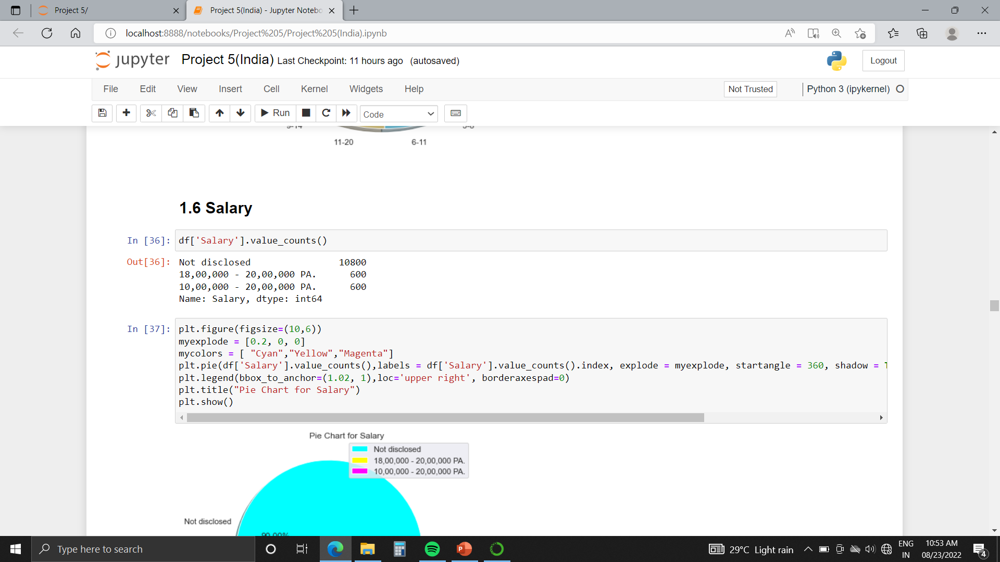 Project 5/
Project 5(India) - Jupyter Notebo
localhost:8888/notebooks/Project%205/Project%205(India).ipynb
jupyter
Project 5(India) Last Checkpoint: 11 hours ago (autosaved)
Logout
File Edit View Insert Cell Kernel Widgets Help
Not Trusted
Python 3 (ipykernel)
Run
Code
9-14
5-8
11-20
6-11
1.6 Salary
In [36]: df['Salary'].value_counts()
Out[36]: Not disclosed 10800
18,00,000 - 20,00,000 PA. 600
10,00,000 - 20,00,000 PA. 600
Name: Salary, dtype: int64
In [37]: plt.figure(figsize=(10,6))
myexplode = [0.2, 0, 0]
mycolors = [ "Cyan","Yellow","Magenta"]
plt.pie(df['Salary'].value_counts(),labels = df['Salary'].value_counts().index, explode = myexplode, startangle = 360, shadow =
plt.legend(bbox_to_anchor=(1.02, 1),loc='upper right', borderaxespad=0)
plt.title("Pie Chart for Salary")
plt.show()
Pie Chart for Salary
Not disclosed
18,00,000 - 20,00,000 PA.
10,00,000 - 20,00,000 PA.
Not disclosed
90.00%
Type here to search
29°C Light rain
ENG
IN
10:53 AM
08/23/2022
4